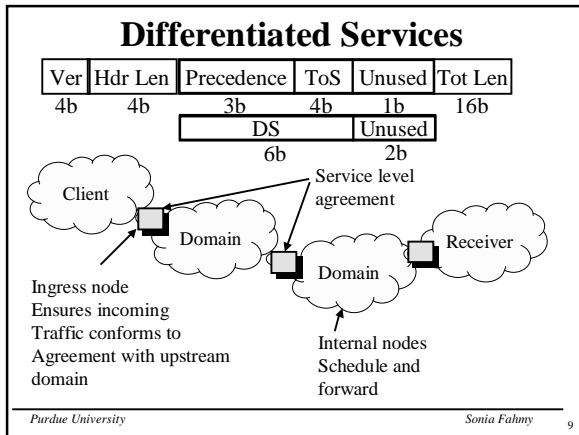 Differentiated Services
Ver Hdr Len Precedence ToS Unused Tot Len
4b 4b 3b 4b 1b 16b
DS Unused
6b 2b
Service level
agreement
Client
Domain
Domain
Receiver
Ingress node
Ensures incoming
Traffic conforms to
Agreement with upstream
domain
Internal nodes
Schedule and
forward
Purdue University Sonia Fahmy 9